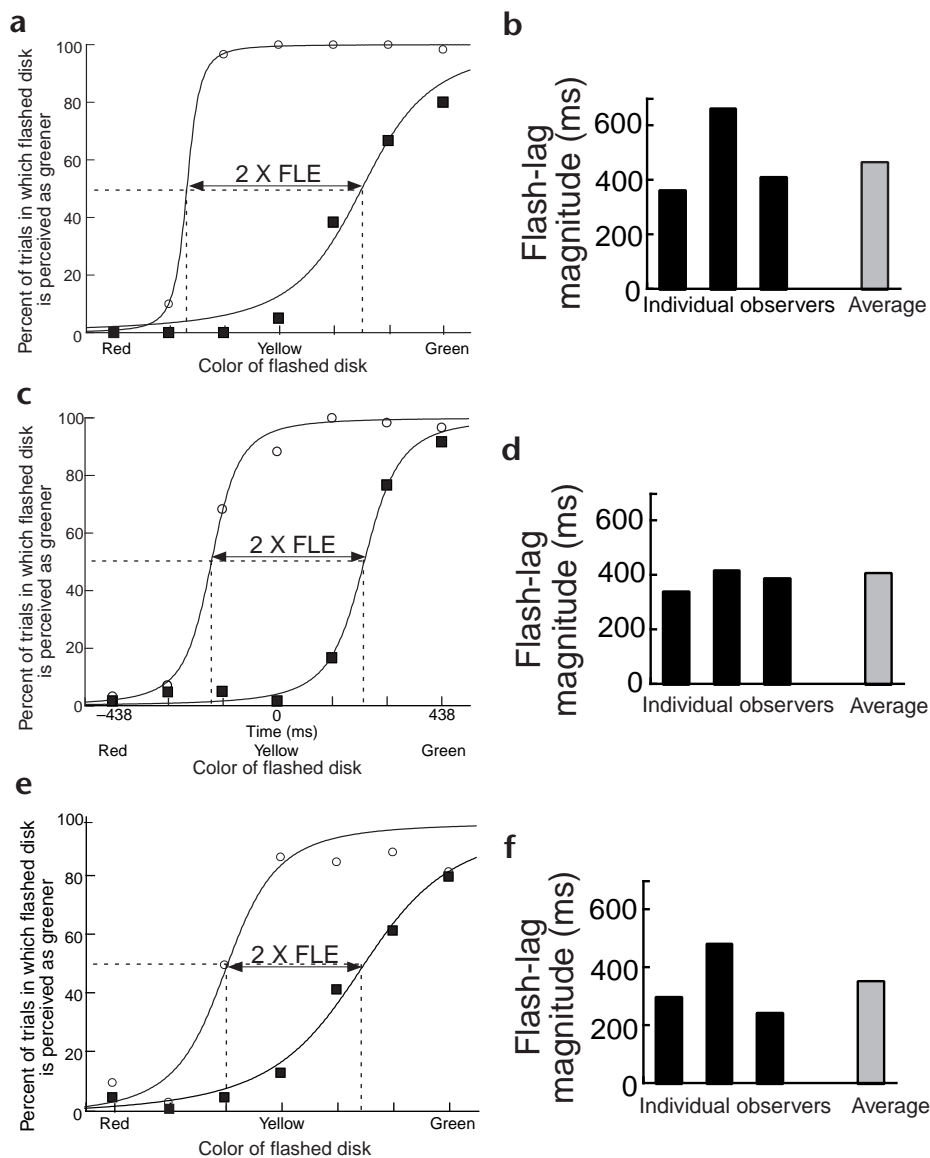 a
Percent of trials in which flashed disk
is perceived as greener
100
80
60
40
20
0
2 X FLE
Red
Yellow
Green
Color of flashed disk
b
Flash-lag
magnitude (ms)
600
400
200
0
Individual observers
Average
c
Percent of trials in which flashed disk
is perceived as greener
100
80
60
40
20
0
2 X FLE
–438
0
438
Time (ms)
Red
Yellow
Green
Color of flashed disk
d
Flash-lag
magnitude (ms)
600
400
200
0
Individual observers
Average
e
Percent of trials in which flashed disk
is perceived as greener
100
80
60
40
20
0
2 X FLE
Red
Yellow
Green
Color of flashed disk
f
Flash-lag
magnitude (ms)
600
400
200
0
Individual observers
Average